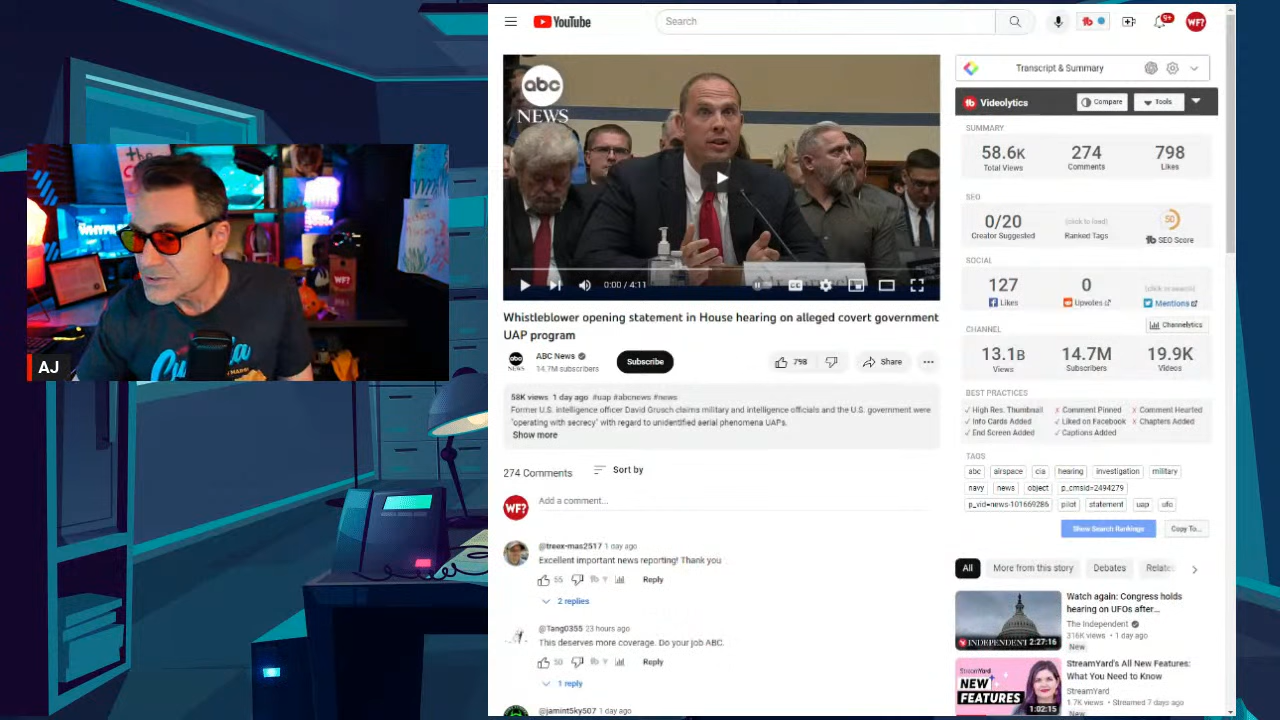 YouTube
Search
9+
WF?
abc
NEWS
0:00 / 4:11
Whistleblower opening statement in House hearing on alleged covert government
UAP program
ABC News
14.7M subscribers
Subscribe
798
Share
58K views 1 day ago #uap #abcnews #news
Former U.S. intelligence officer David Grusch claims military and intelligence officials and the U.S. government were
"operating with secrecy" with regard to unidentified aerial phenomena UAPs.
Show more
274 Comments
Sort by
WF?
Add a comment...
@treex-mas2517 1 day ago
Excellent important news reporting! Thank you
55
Reply
2 replies
@Tang0355 23 hours ago
This deserves more coverage. Do your job ABC.
50
Reply
1 reply
@jamintSky507 1 day ago
Transcript & Summary
Videolytics
Compare
Tools
SUMMARY
58.6K 274 798
Total Views Comments Likes
SEO
0/20 (click to load) 50
Creator Suggested Ranked Tags SEO Score
SOCIAL
127 0
Likes Upvotes Mentions
CHANNEL
Channelytics
13.1B 14.7M 19.9K
Views Subscribers Videos
BEST PRACTICES
√ High Res. Thumbnail ✗ Comment Pinned ✗ Comment Hearted
√ Info Cards Added √ Liked on Facebook ✗ Chapters Added
√ End Screen Added √ Captions Added
TAGS
abc airspace cia hearing investigation military
navy news object p_cmsid=2494279
p_vid=news-101669286 pilot statement uap ufo
Show Search Rankings
Copy To...
All More from this story Debates Relate
Watch again: Congress holds
hearing on UFOs after...
The Independent
316K views • 1 day ago
New
INDEPENDENT 2:27:16
StreamYard's All New Features:
What You Need to Know
StreamYard
1.7K views • Streamed 7 days ago
New
NEW
FEATURES
1:02:15
AJ
WF?